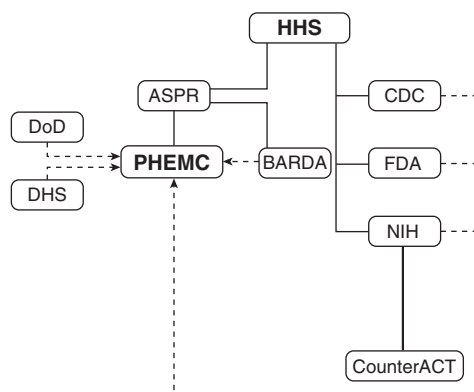 HHS
ASPR
CDC
DoD
PHEMC
BARDA
FDA
DHS
NIH
CounterACT